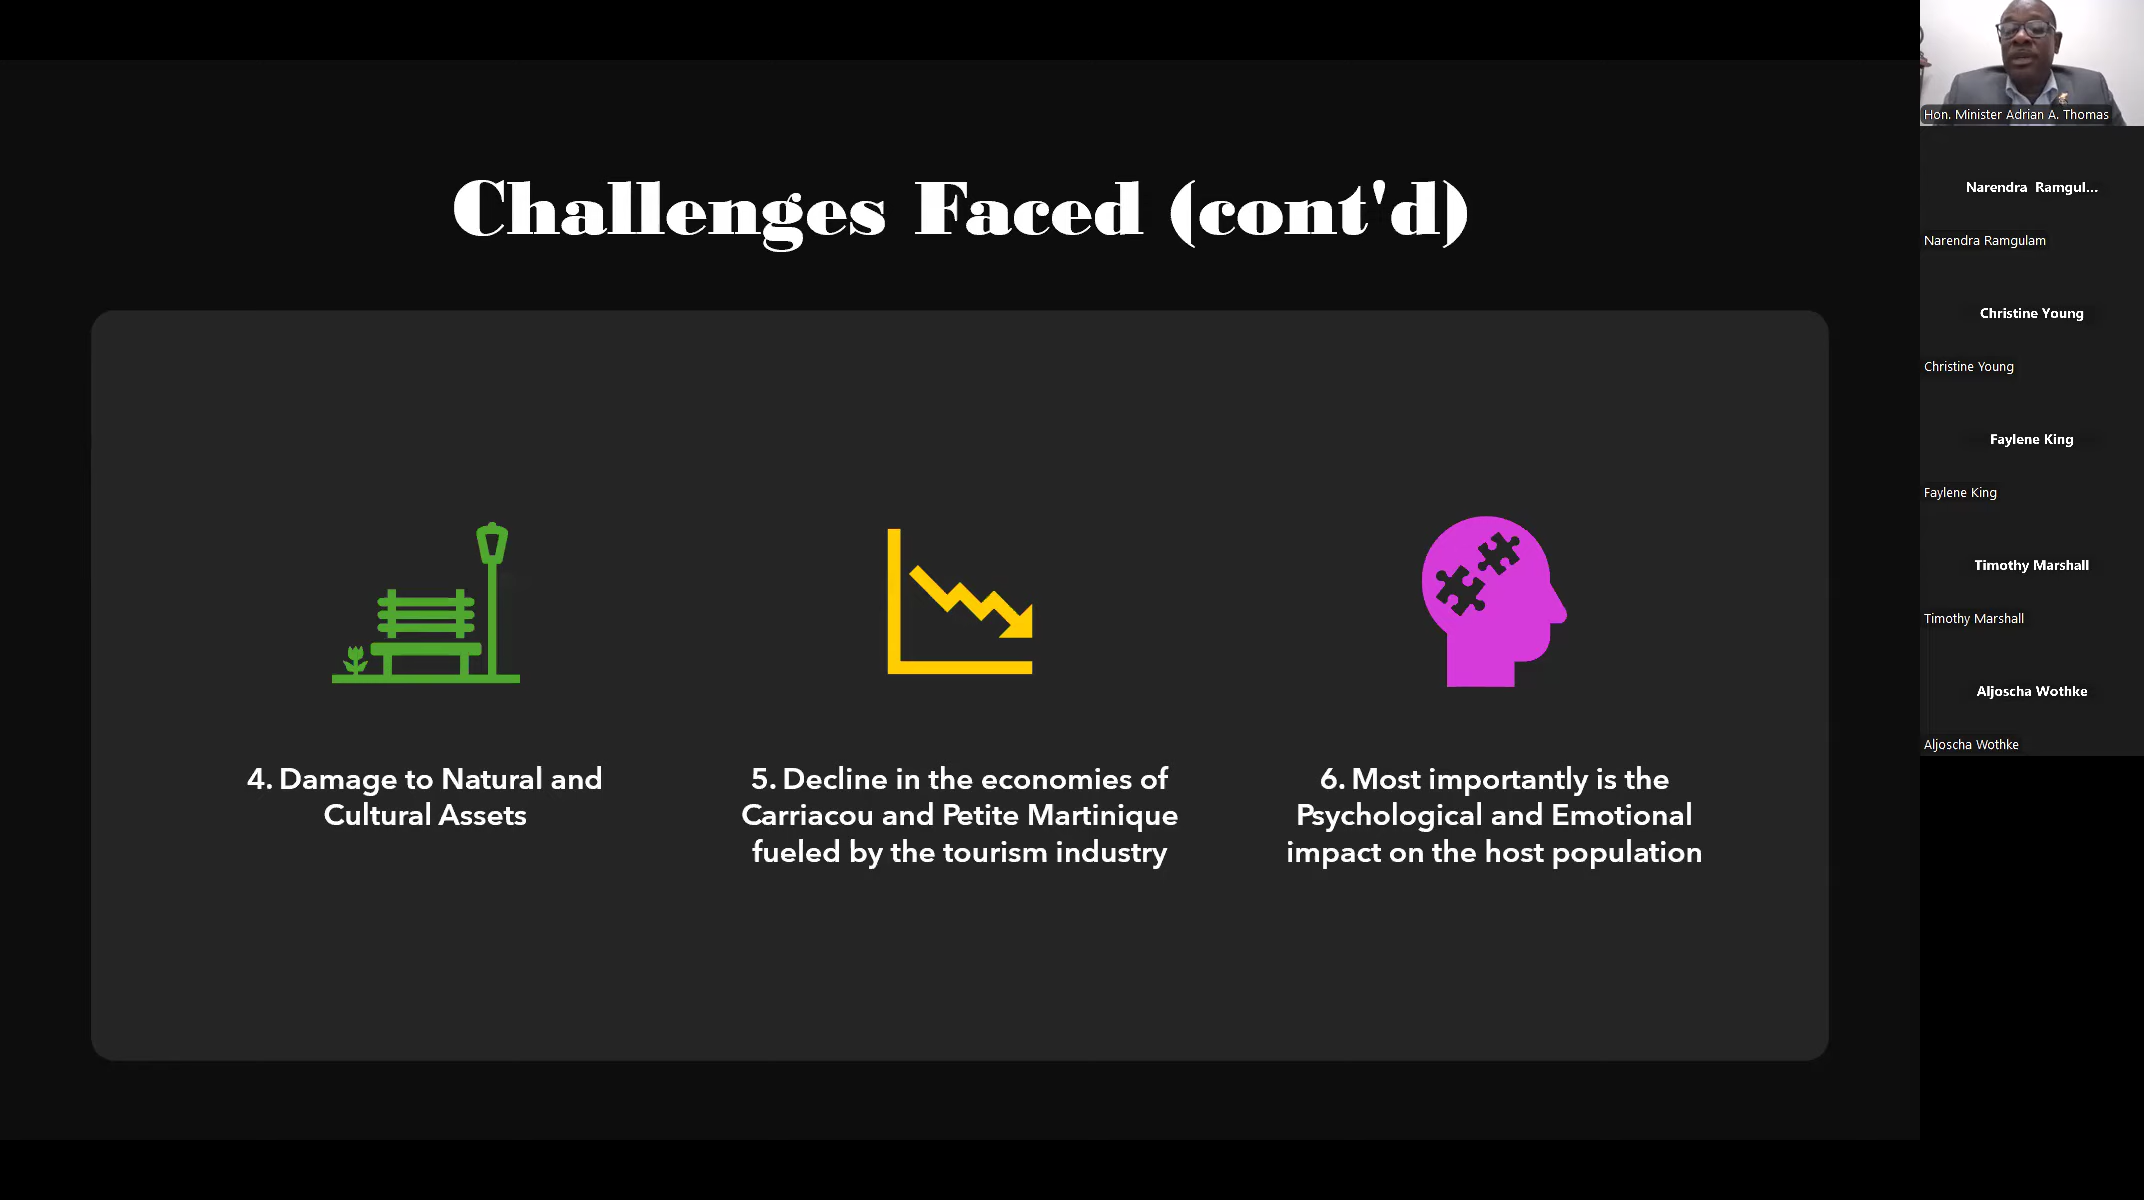 Challenges Faced (cont'd)
4. Damage to Natural and
Cultural Assets
5. Decline in the economies of
Carriacou and Petite Martinique
fueled by the tourism industry
6. Most importantly is the
Psychological and Emotional
impact on the host population
Hon. Minister Adrian A. Thomas
Narendra Ramgul...
Narendra Ramgulam
Christine Young
Christine Young
Faylene King
Faylene King
Timothy Marshall
Timothy Marshall
Aljoscha Wothke
Aljoscha Wothke